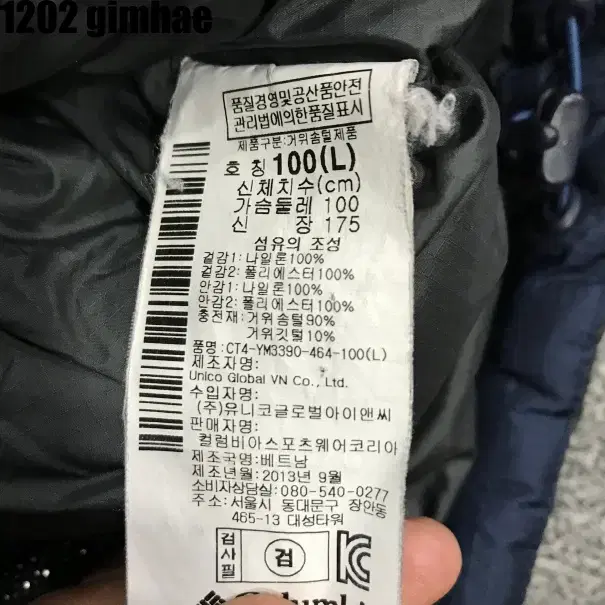 1202 gimhae
품질경영및공산품안전
관리법에의한품질표시
제품구분:거위솜털제품
호 칭 100(L)
신체치수(cm)
가슴둘레 100
신 장 175
섬유의 조성
겉감1: 나일론100%
겉감2: 폴리에스터100%
안감1: 나일론100%
안감2: 폴리에스터100%
충전재: 거위솜털90%
거위깃털10%
품명: CT4-YM3390-464-100(L)
제조자명:
Unico Global VN Co., Ltd.
수입자명:
(주)유니코글로벌아이앤씨
판매자명:
컬럼비아스포츠웨어코리아
제조국명:베트남
제조년월: 2013년 9월
소비자상담실: 080-540-0277
주소: 서울시 동대문구 장안동
465-13 대성타워
검사필 검 KC